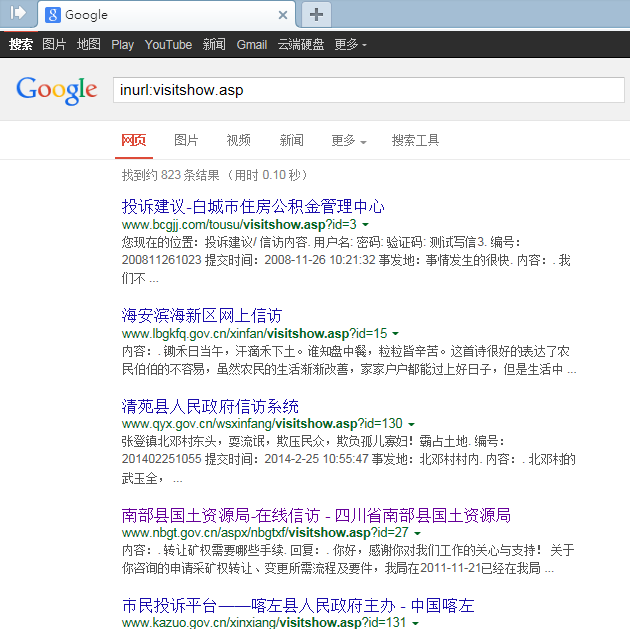 Google
搜索 图片 地图 Play YouTube 新闻 Gmail 云端硬盘 更多
Google inurl:visitshow.asp
网页 图片 视频 新闻 更多 搜索工具
找到约 823 条结果 （用时 0.10 秒）
投诉建议-白城市住房公积金管理中心
www.bcgjj.com/tousu/visitshow.asp?id=3
您现在的位置：投诉建议/ 信访内容. 用户名: 密码: 验证码: 测试写信3. 编号：
200811261023 提交时间：2008-11-26 10:21:32 事发地：事情发生的很快. 内容：. 我
们不 ...
海安滨海新区网上信访
www.lbgkfq.gov.cn/xinfan/visitshow.asp?id=15
内容：. 锄禾日当午，汗滴禾下土。谁知盘中餐，粒粒皆辛苦。这首诗很好的表达了农
民伯伯的不容易，虽然农民的生活渐渐改善，家家户户都能过上好日子，但是生活中 ...
清苑县人民政府信访系统
www.qyx.gov.cn/wsxinfang/visitshow.asp?id=130
张登镇北邓村东头，耍流氓，欺压民众，欺负孤儿寡妇！霸占土地. 编号：
201402251055 提交时间：2014-2-25 10:55:47 事发地：北邓村村内. 内容：. 北邓村的
武玉全， ...
南部县国土资源局-在线信访 - 四川省南部县国土资源局
www.nbgt.gov.cn/aspx/nbgtxf/visitshow.asp?id=27
内容：. 转让矿权需要哪些手续. 回复：. 你好，感谢你对我们工作的关心与支持！ 关于
你咨询的申请采矿权转让、变更所需流程及要件，我局在2011-11-21已经在我局 ...
市民投诉平台——喀左县人民政府主办 - 中国喀左
www.kazuo.gov.cn/xinxiang/visitshow.asp?id=131